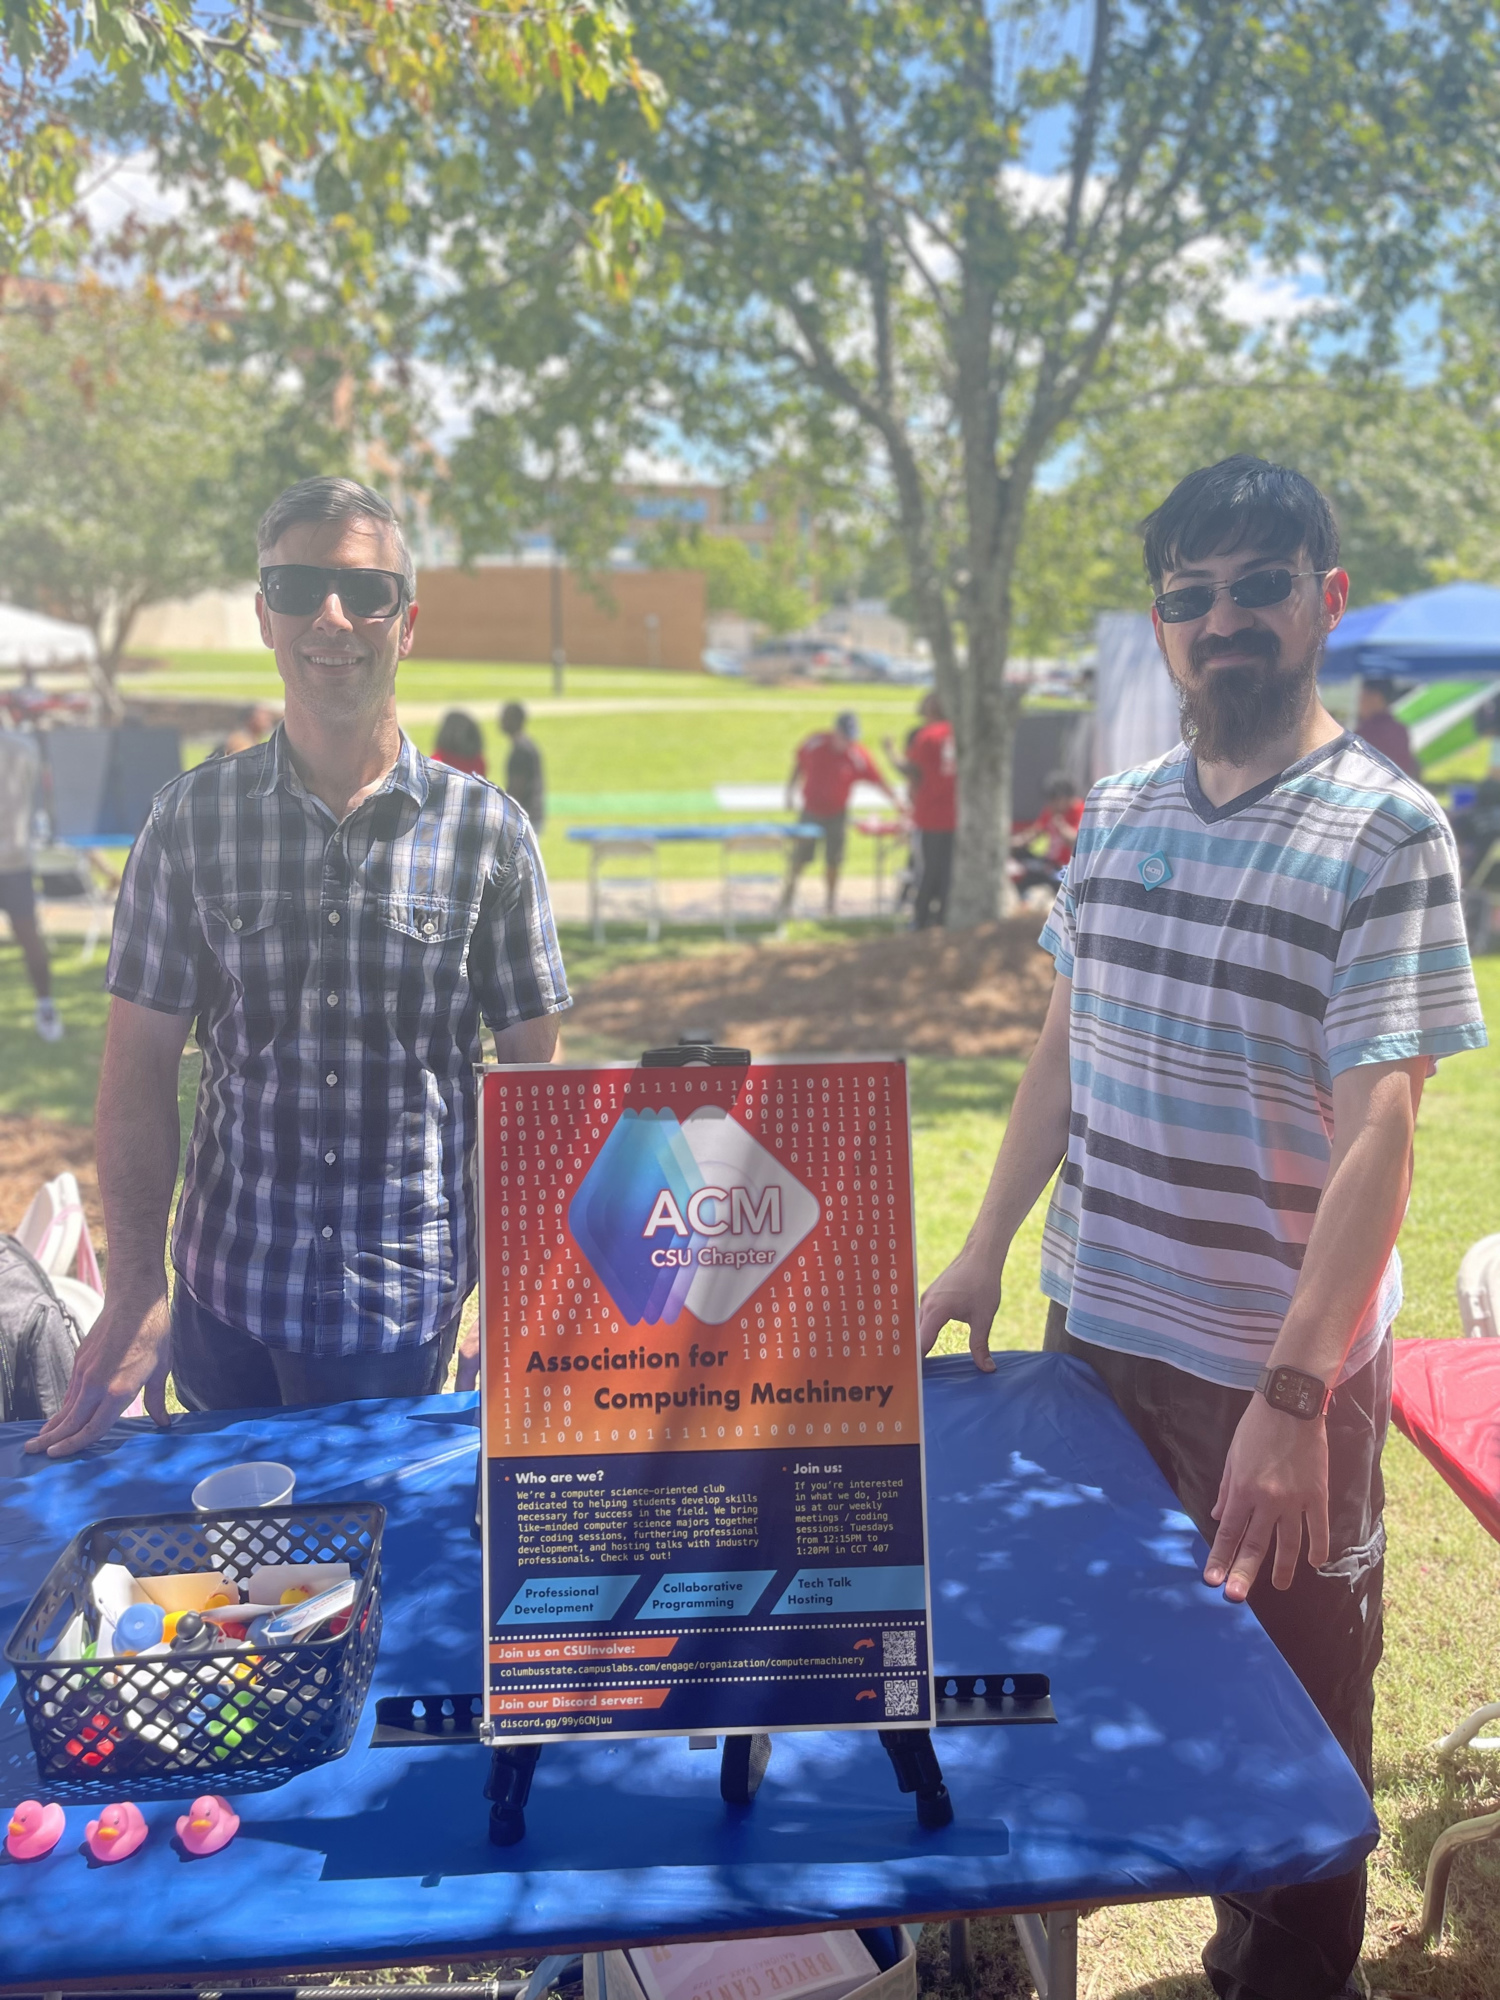 ACM
CSU Chapter
Association for
Computing Machinery
Who are we?
We're a computer science-oriented club
dedicated to helping students develop skills
necessary for success in the field. We bring
like-minded computer science majors together
for coding sessions, furthering professional
development, and hosting talks with industry
professionals. Check us out!
Join us:
If you're interested
in what we do, join
us at our weekly
meetings / coding
sessions: Tuesdays
from 12:15PM to
1:20PM in CCT 407
Professional
Development
Collaborative
Programming
Tech Talk
Hosting
Join us on CSUInvolve:
columbusstate.campuslabs.com/engage/organization/computermachinery
Join our Discord server:
discord.gg/99y6CNjuu
ACM
BRYCE